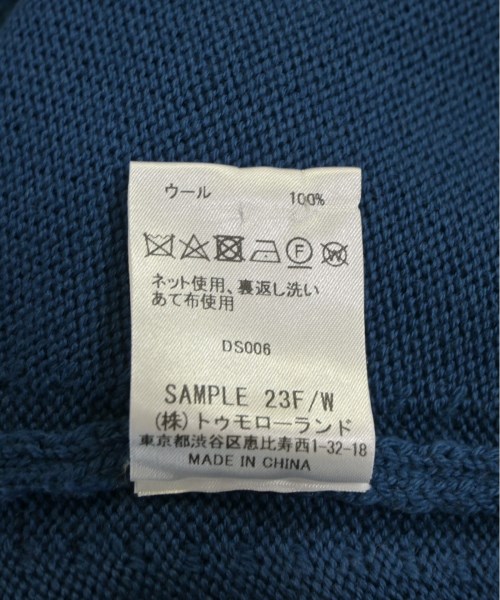 ウール 100%
F W
ネット使用、裏返し洗い
あて布使用
DS006
SAMPLE 23F/W
(株)トゥモローランド
東京都渋谷区恵比寿西1-32-18
MADE IN CHINA